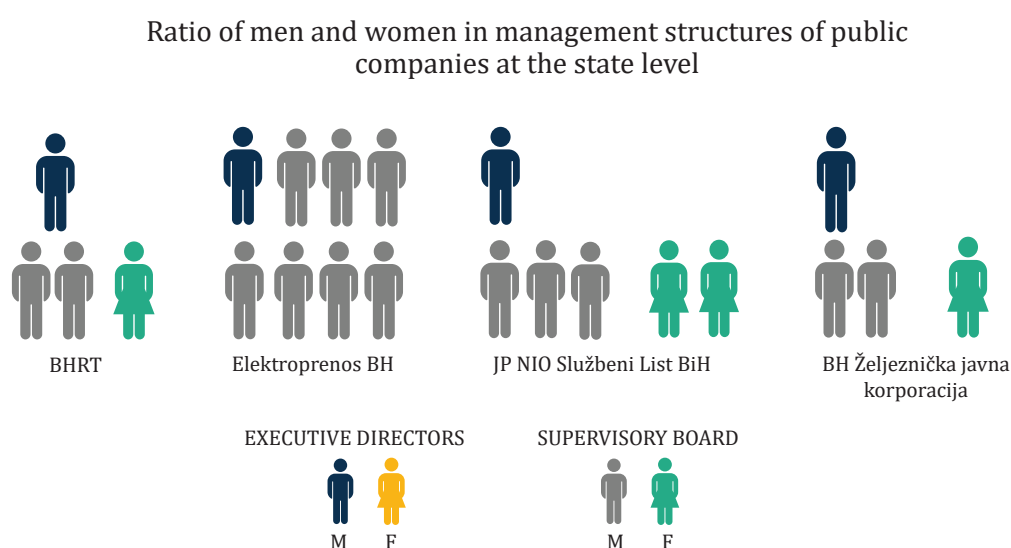 Ratio of men and women in management structures of public
companies at the state level
BHRT
Elektroprenos BH
JP NIO Službeni List BiH
BH Željeznička javna
korporacija
EXECUTIVE DIRECTORS
SUPERVISORY BOARD
M F
M F